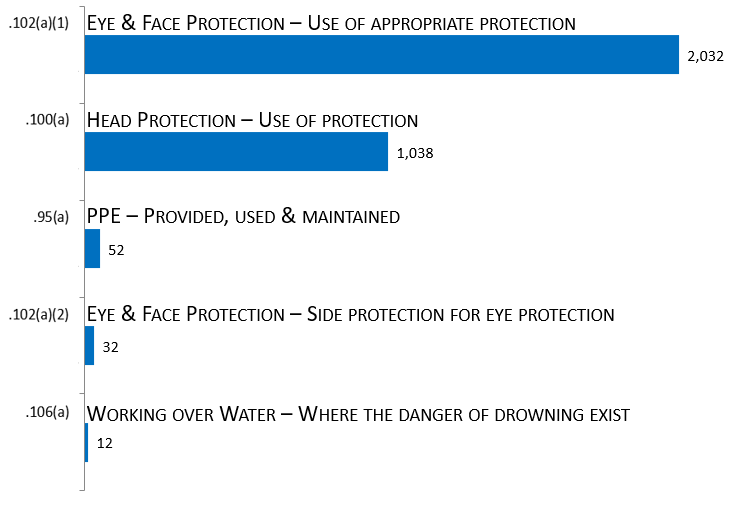 .102(a)(1) Eye & Face Protection – Use of appropriate protection
2,032
.100(a) Head Protection – Use of protection
1,038
.95(a) PPE – Provided, used & maintained
52
.102(a)(2) Eye & Face Protection – Side protection for eye protection
32
.106(a) Working over Water – Where the danger of drowning exist
12